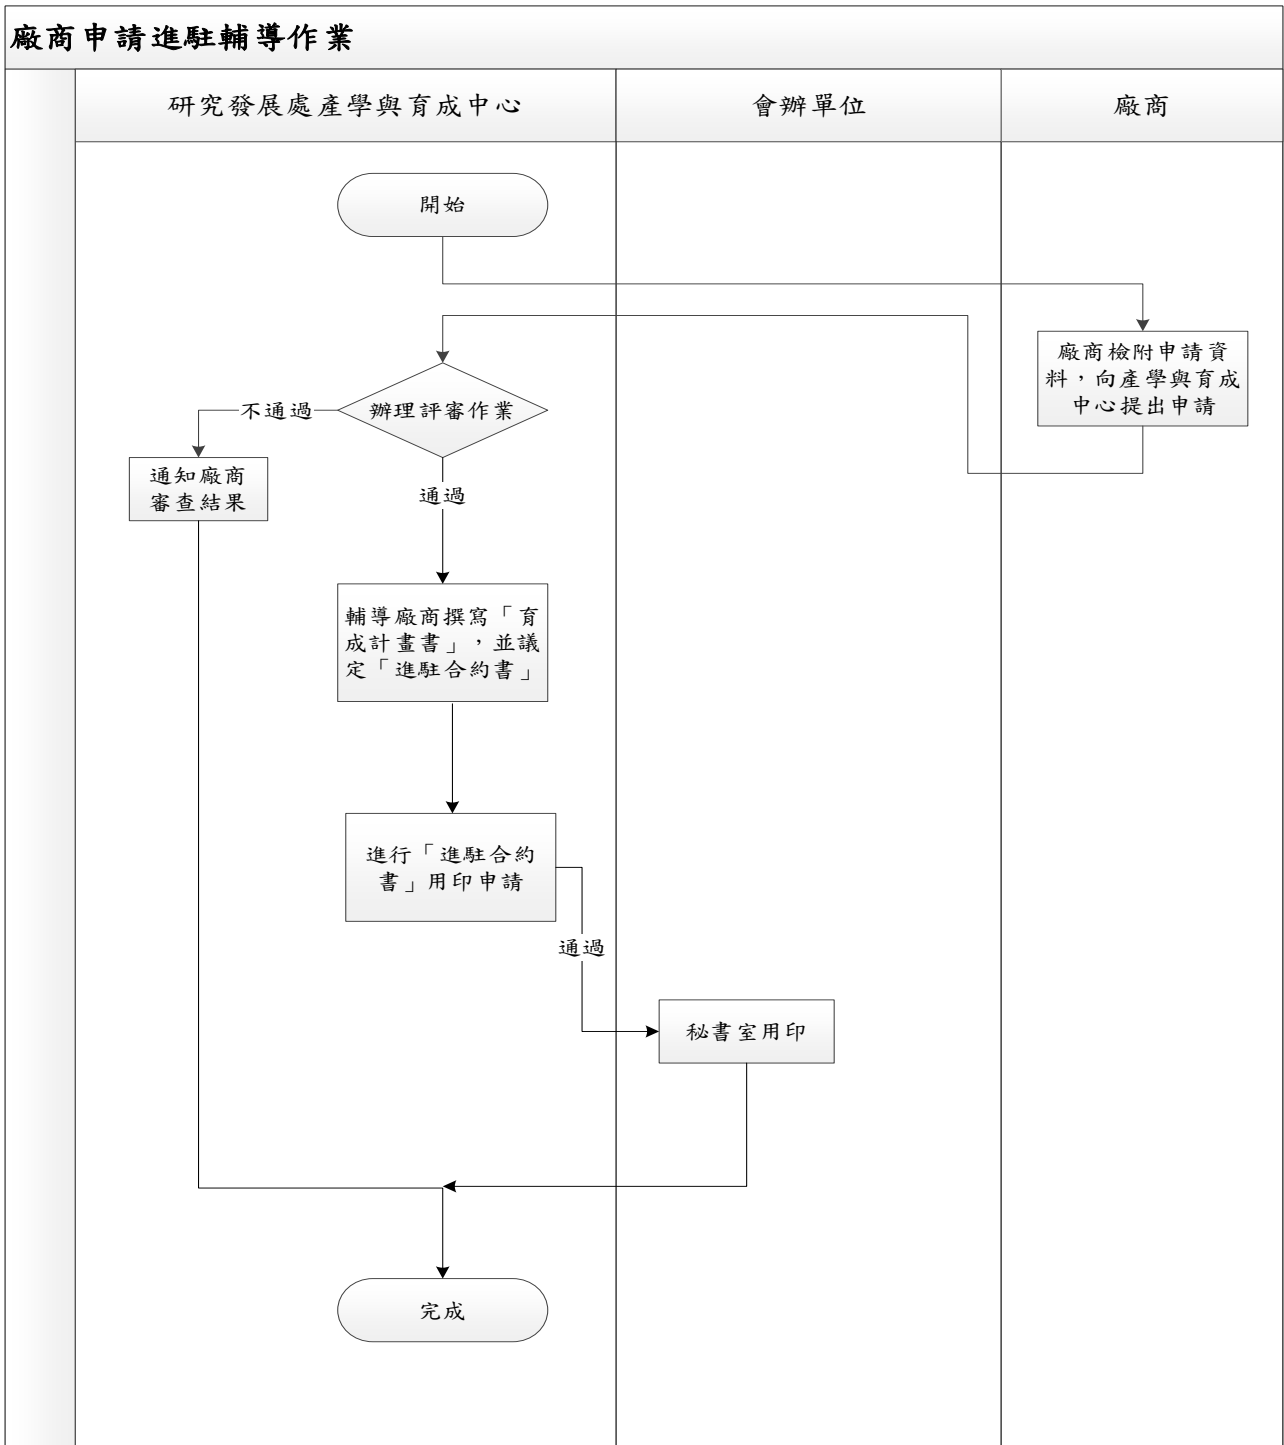 廠商申請進駐輔導作業
研究發展處產學與育成中心
會辦單位
廠商
開始
廠商檢附申請資
料，向產學與育成
中心提出申請
辦理評審作業
不通過
通知廠商
審查結果
通過
輔導廠商撰寫「育
成計畫書」，並議
定「進駐合約書」
進行「進駐合約
書」用印申請
通過
秘書室用印
完成